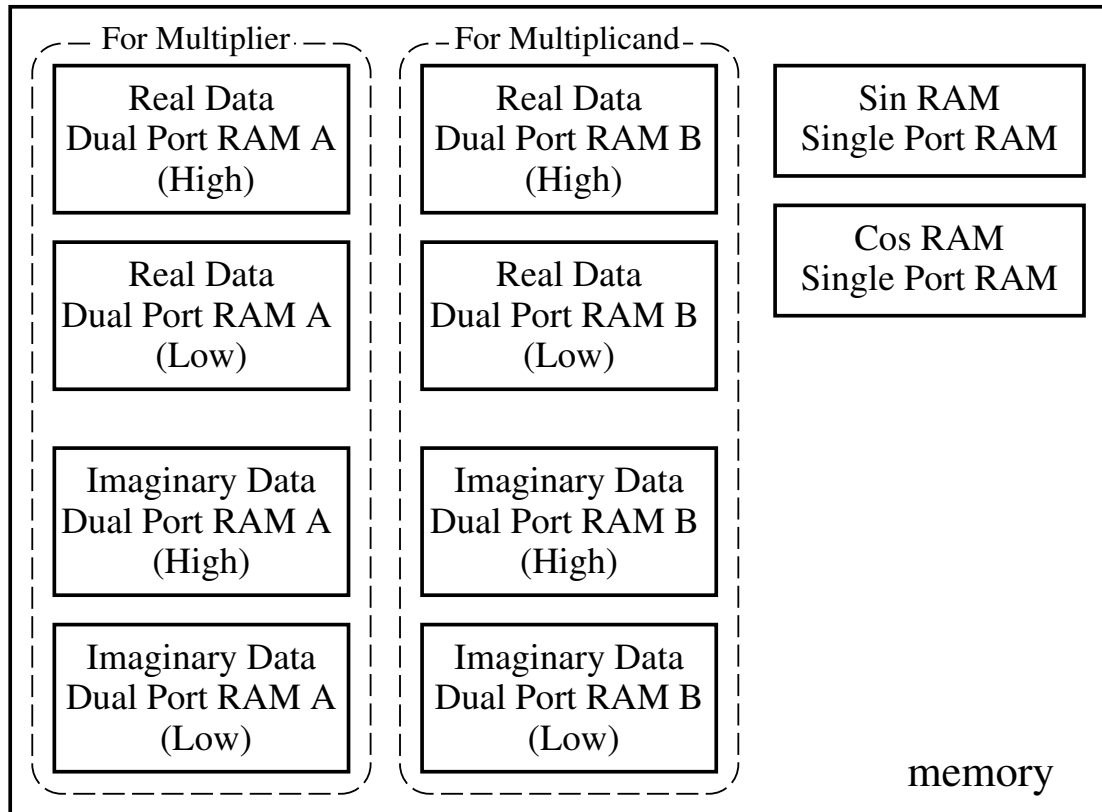 For Multiplier
Real Data
Dual Port RAM A
(High)
Real Data
Dual Port RAM A
(Low)
Imaginary Data
Dual Port RAM A
(High)
Imaginary Data
Dual Port RAM A
(Low)
For Multiplicand
Real Data
Dual Port RAM B
(High)
Real Data
Dual Port RAM B
(Low)
Imaginary Data
Dual Port RAM B
(High)
Imaginary Data
Dual Port RAM B
(Low)
Sin RAM
Single Port RAM
Cos RAM
Single Port RAM
memory